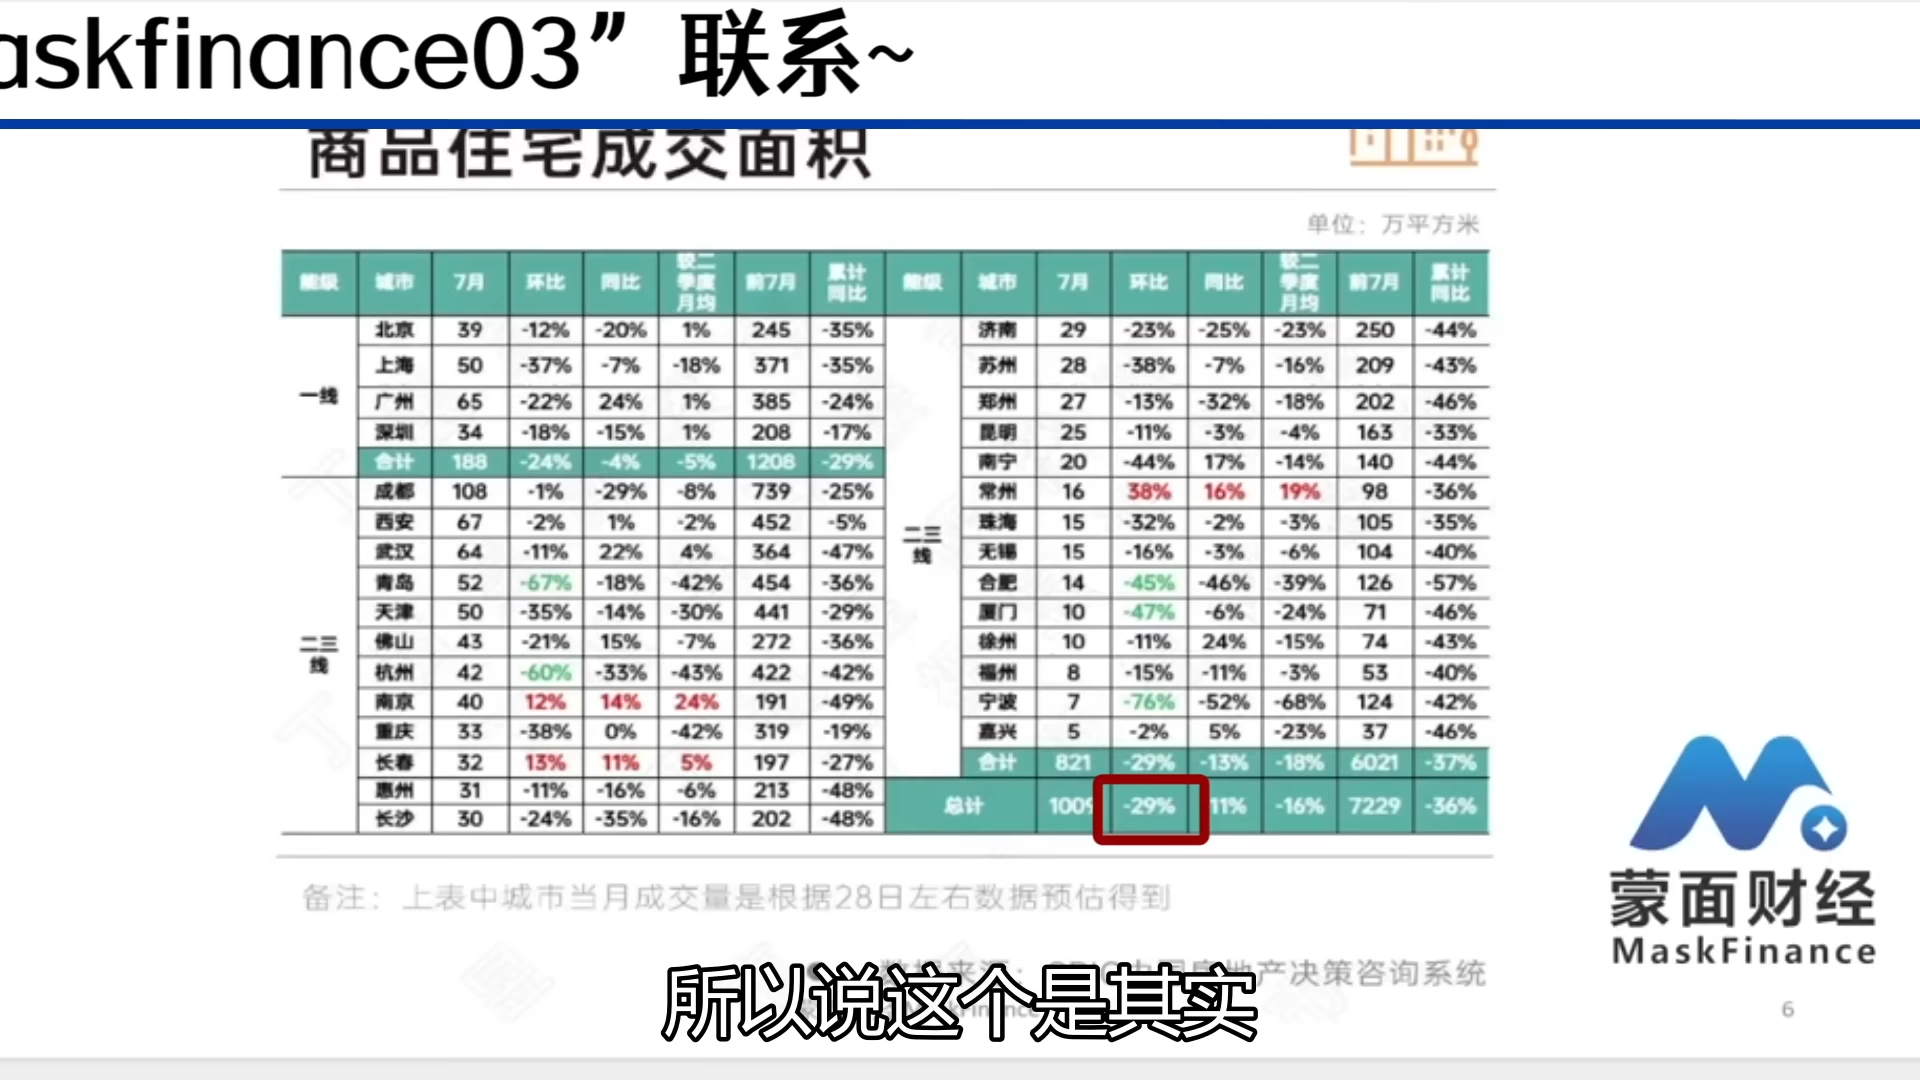 askfinance03”联系~
商品住宅成交面积
单位：万平方米
能级 城市 7月 环比 同比 较二季度月均 前7月 累计同比 能级 城市 7月 环比 同比 较二季度月均 前7月 累计同比
一线 北京 39 -12% -20% 1% 245 -35% 二三线 济南 29 -23% -25% -23% 250 -44%
上海 50 -37% -7% -18% 371 -35% 苏州 28 -38% -7% -16% 209 -43%
广州 65 -22% 24% 1% 385 -24% 郑州 27 -13% -32% -18% 202 -46%
深圳 34 -18% -15% 1% 208 -17% 昆明 25 -11% -3% -4% 163 -33%
合计 188 -24% -4% -5% 1208 -29% 南宁 20 -44% 17% -14% 140 -44%
二三线 成都 108 -1% -29% -8% 739 -25% 常州 16 38% 16% 19% 98 -36%
西安 67 -2% 1% -2% 452 -5% 珠海 15 -32% -2% -3% 105 -35%
武汉 64 -11% 22% 4% 364 -47% 无锡 15 -16% -3% -6% 104 -40%
青岛 52 -67% -18% -42% 454 -36% 合肥 14 -45% -46% -39% 126 -57%
天津 50 -35% -14% -30% 441 -29% 厦门 10 -47% -6% -24% 71 -46%
佛山 43 -21% 15% -7% 272 -36% 徐州 10 -11% 24% -15% 74 -43%
杭州 42 -60% -33% -43% 422 -42% 福州 8 -15% -11% -3% 53 -40%
南京 40 12% 14% 24% 191 -49% 宁波 7 -76% -52% -68% 124 -42%
重庆 33 -38% 0% -42% 319 -19% 嘉兴 5 -2% 5% -23% 37 -46%
长春 32 13% 11% 5% 197 -27% 合计 821 -29% -13% -18% 6021 -37%
惠州 31 -11% -16% -6% 213 -48% 总计 1009 -29% 11% -16% 7229 -36%
长沙 30 -24% -35% -16% 202 -48%
备注：上表中城市当月成交量是根据28日左右数据预估得到
蒙面财经
MaskFinance
地产决策咨询系统
所以说这个是其实
6